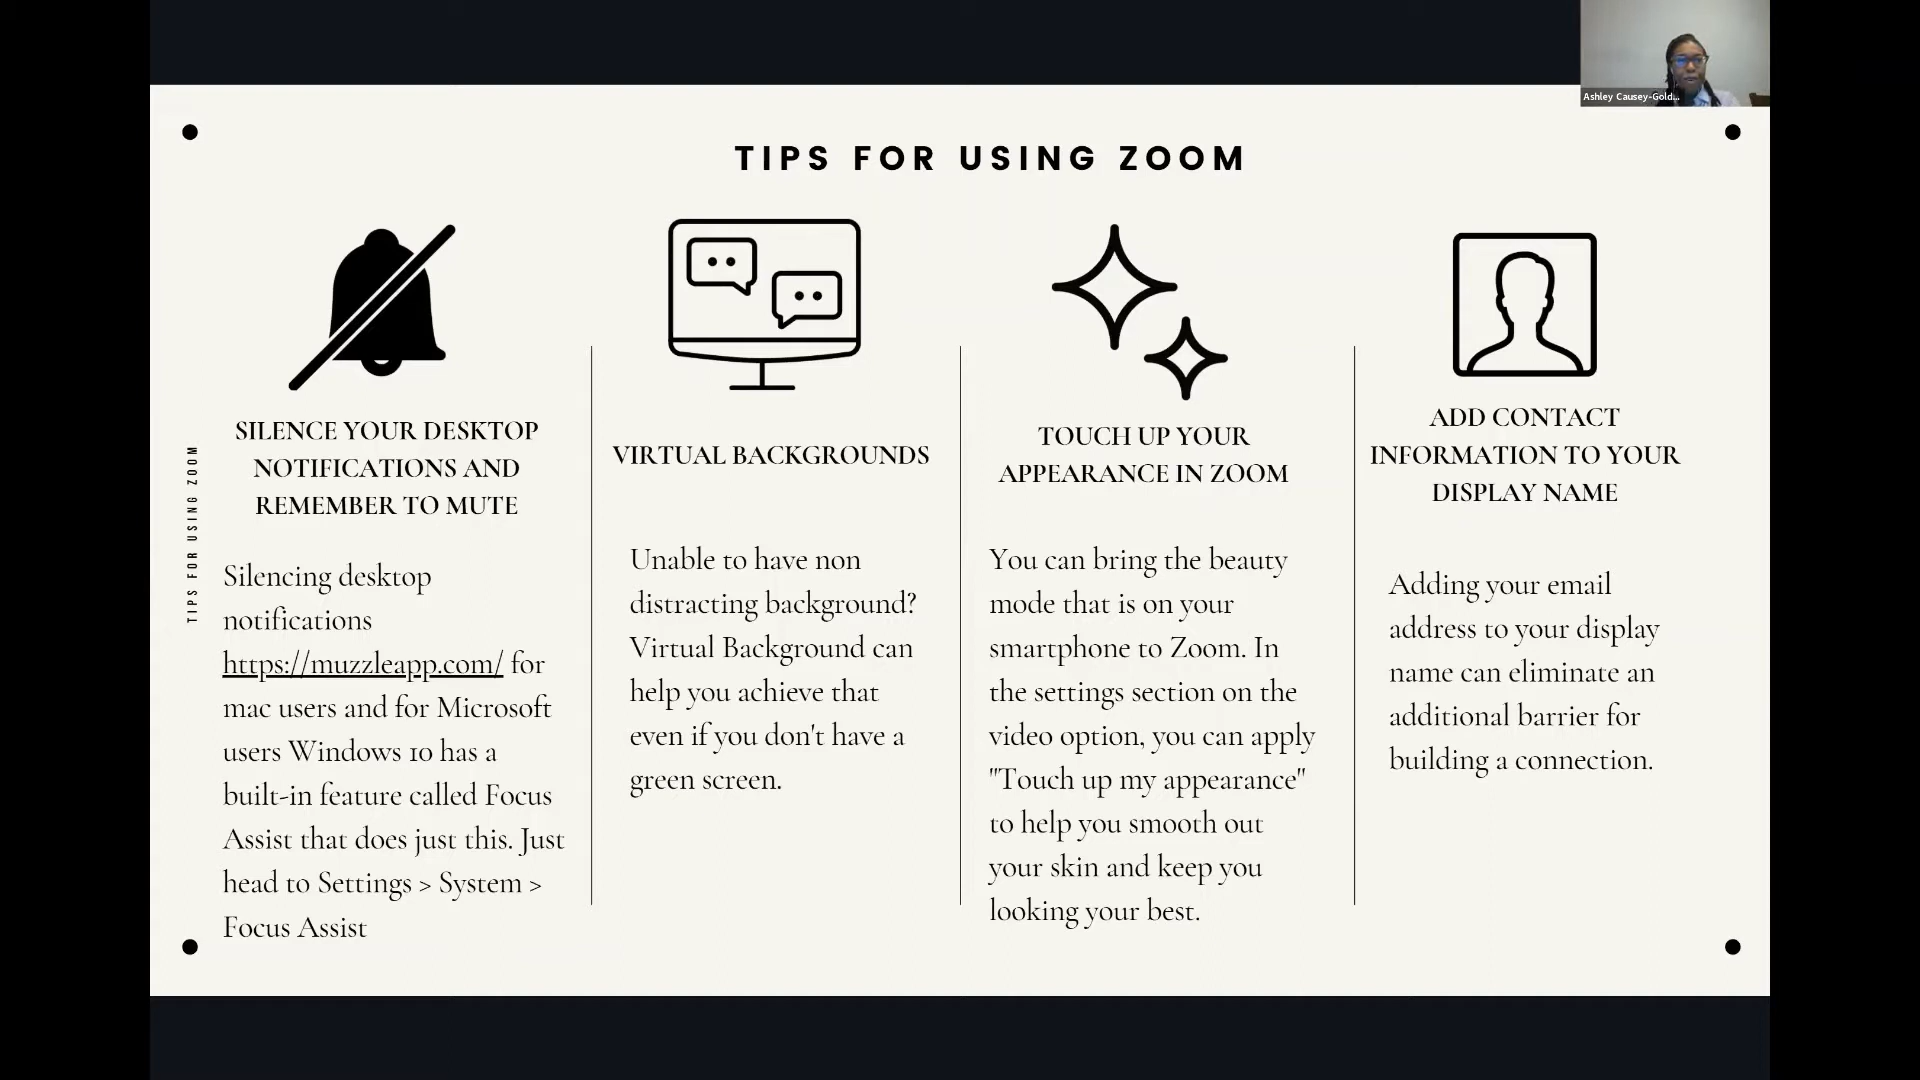 Ashley Causey-Gold...
TIPS FOR USING ZOOM
TIPS FOR USING ZOOM
SILENCE YOUR DESKTOP
NOTIFICATIONS AND
REMEMBER TO MUTE
Silencing desktop
notifications
https://muzzleapp.com/ for
mac users and for Microsoft
users Windows 10 has a
built-in feature called Focus
Assist that does just this. Just
head to Settings > System >
Focus Assist
VIRTUAL BACKGROUNDS
Unable to have non
distracting background?
Virtual Background can
help you achieve that
even if you don't have a
green screen.
TOUCH UP YOUR
APPEARANCE IN ZOOM
You can bring the beauty
mode that is on your
smartphone to Zoom. In
the settings section on the
video option, you can apply
"Touch up my appearance"
to help you smooth out
your skin and keep you
looking your best.
ADD CONTACT
INFORMATION TO YOUR
DISPLAY NAME
Adding your email
address to your display
name can eliminate an
additional barrier for
building a connection.